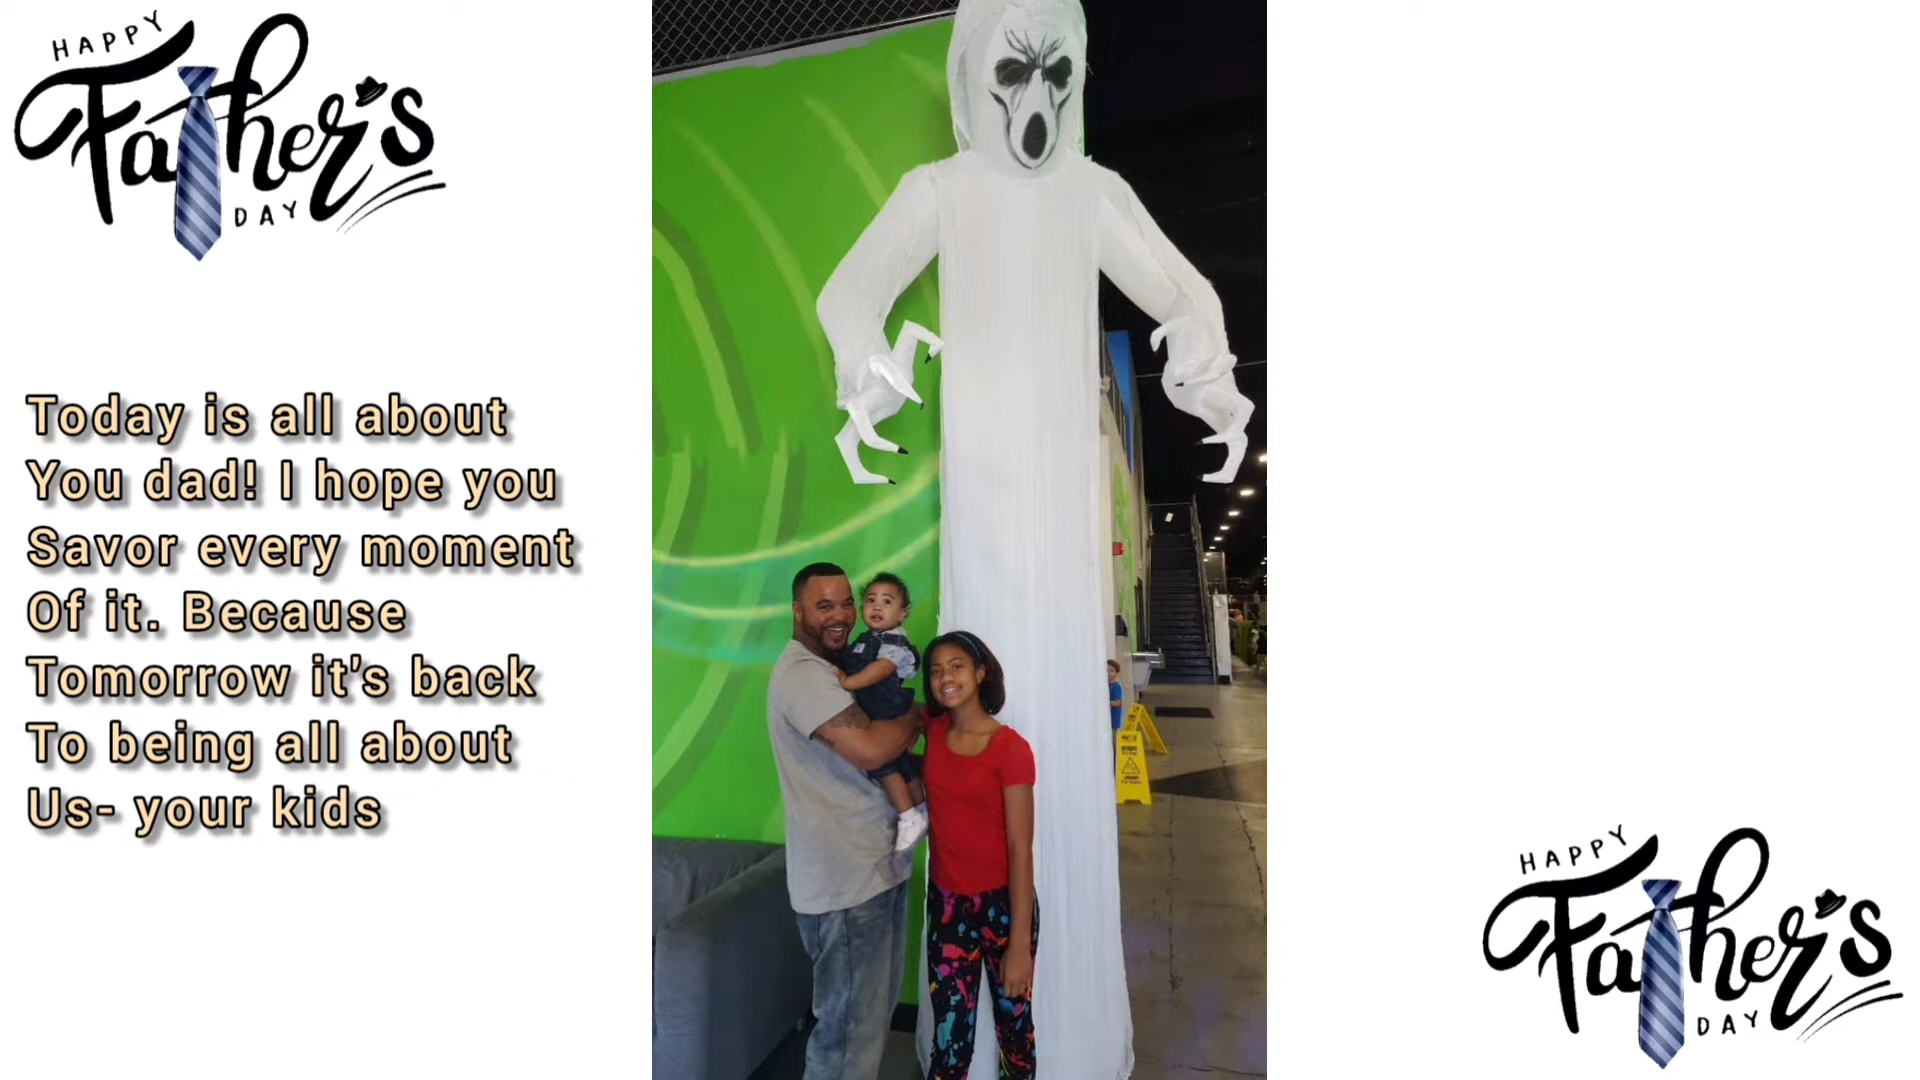 HAPPY
Father's
DAY
Today is all about
You dad! I hope you
Savor every moment
Of it. Because
Tomorrow it's back
To being all about
Us- your kids
HAPPY
Father's
DAY